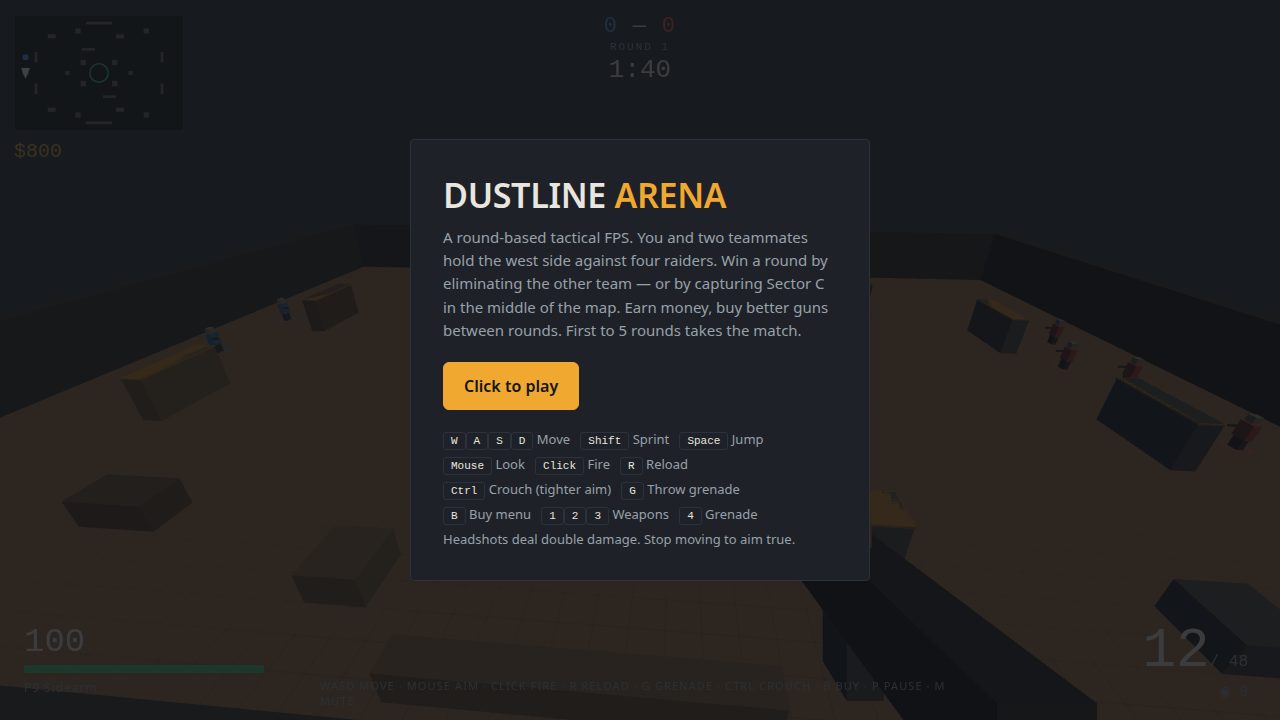 0 — 0
ROUND 1
1:40
$800
DUSTLINE ARENA
A round-based tactical FPS. You and two teammates
hold the west side against four raiders. Win a round by
eliminating the other team — or by capturing Sector C
in the middle of the map. Earn money, buy better guns
between rounds. First to 5 rounds takes the match.
Click to play
W A S D Move Shift Sprint Space Jump
Mouse Look Click Fire R Reload
Ctrl Crouch (tighter aim) G Throw grenade
B Buy menu 1 2 3 Weapons 4 Grenade
Headshots deal double damage. Stop moving to aim true.
100
P9 Sidearm
12 / 48
0
WASD MOVE · MOUSE AIM · CLICK FIRE · R RELOAD · G GRENADE · CTRL CROUCH · B BUY · P PAUSE · M
MUTE